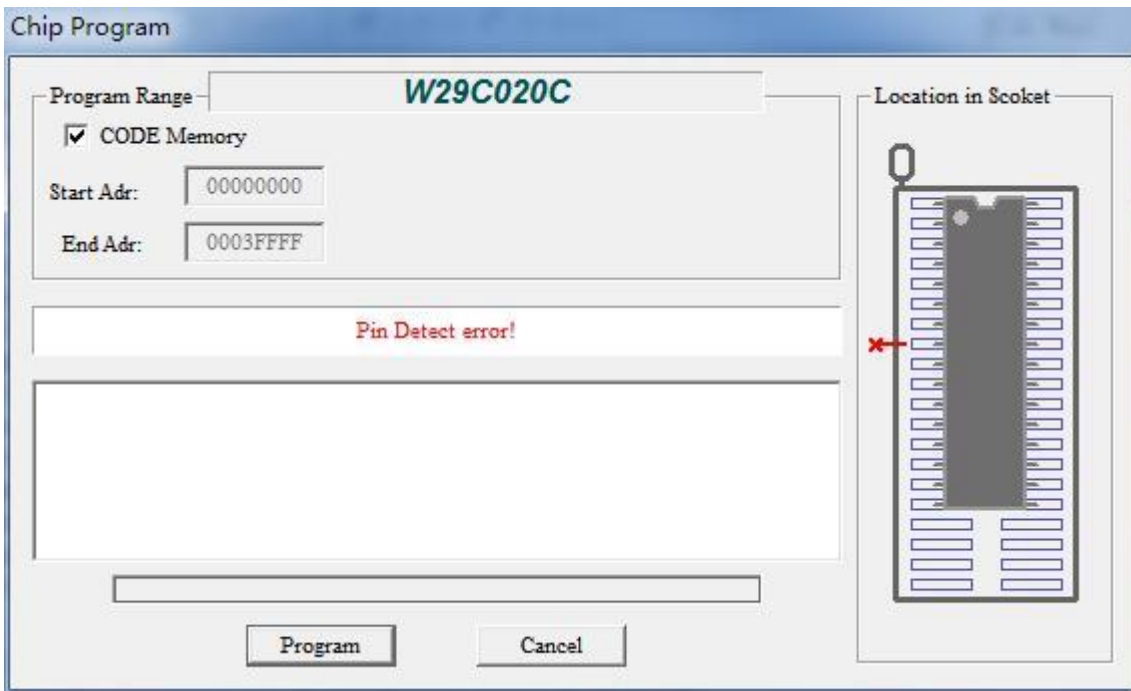 Chip Program
Program Range
W29C020C
Location in Scoket
CODE Memory
Start Adr:
00000000
End Adr:
0003FFFF
Pin Detect error!
Program
Cancel